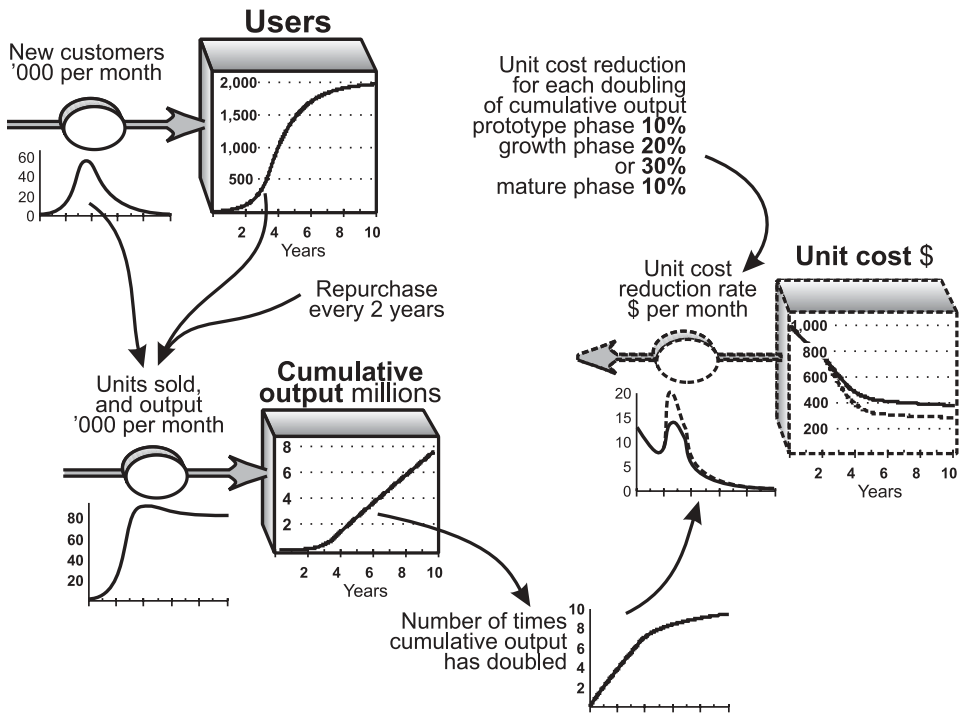 Users
New customers
'000 per month
60
40
20
0
2,000
1,500
1,000
500
2 4 6 8 10
Years
Repurchase
every 2 years
Units sold,
and output
'000 per month
80
60
40
20
Cumulative
output millions
8
6
4
2
2 4 6 8 10
Years
Number of times
cumulative output
has doubled
10
8
6
4
2
Unit cost reduction
for each doubling
of cumulative output
prototype phase 10%
growth phase 20%
or 30%
mature phase 10%
Unit cost
reduction rate
$ per month
20
15
10
5
0
Unit cost $
1,000
800
600
400
200
2 4 6 8 10
Years